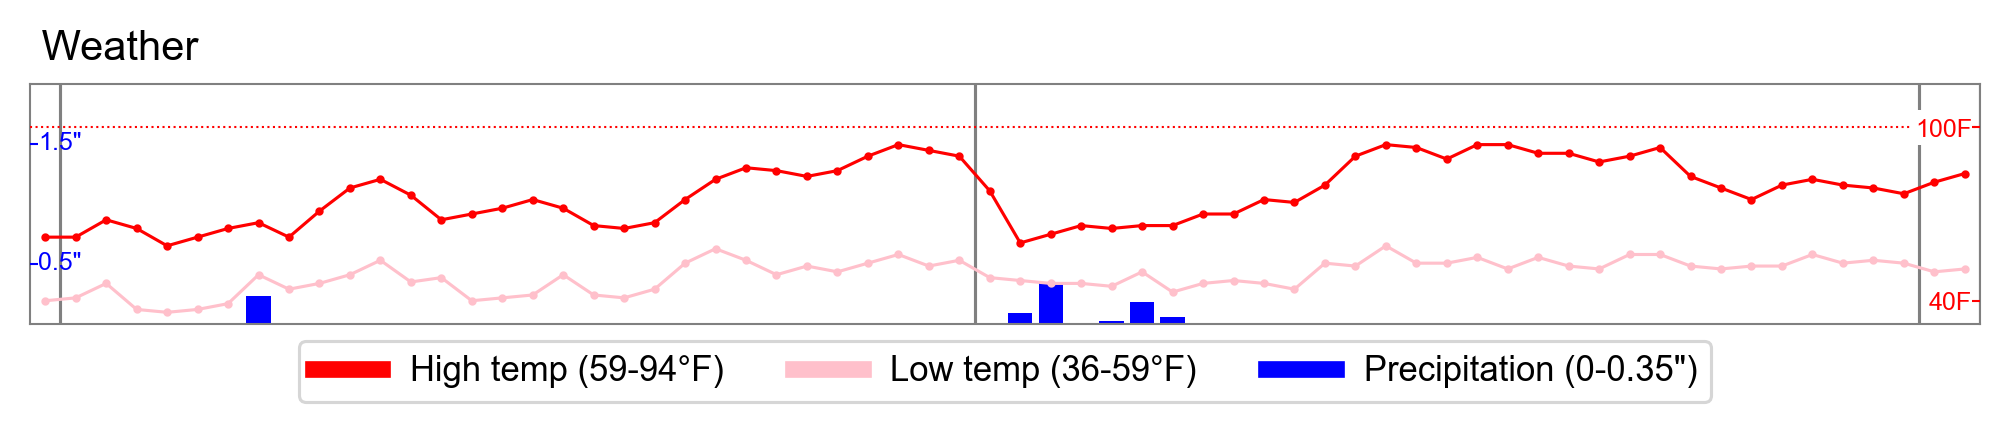 Weather
1.5"
100F
0.5"
40F
High temp (59-94°F) Low temp (36-59°F) Precipitation (0-0.35")